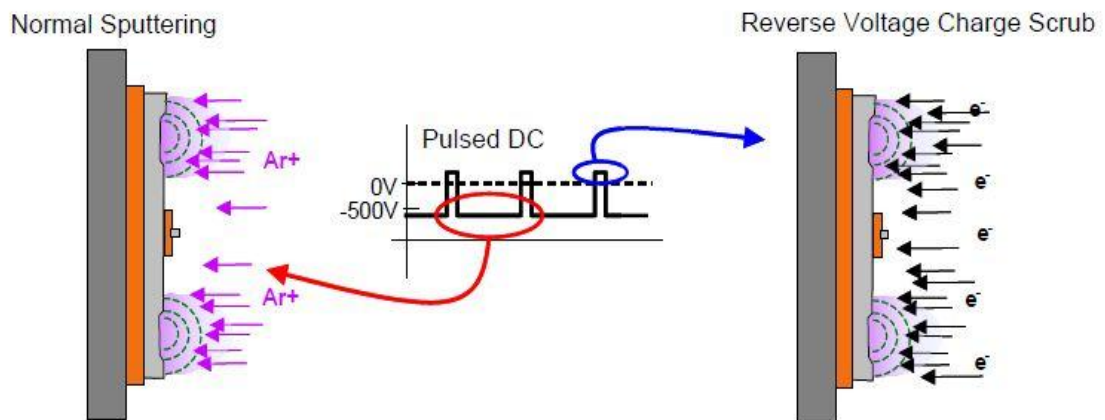 Normal Sputtering
Reverse Voltage Charge Scrub
Pulsed DC
0V
-500V
Ar+
Ar+
e-
e-
e-
e-
e-